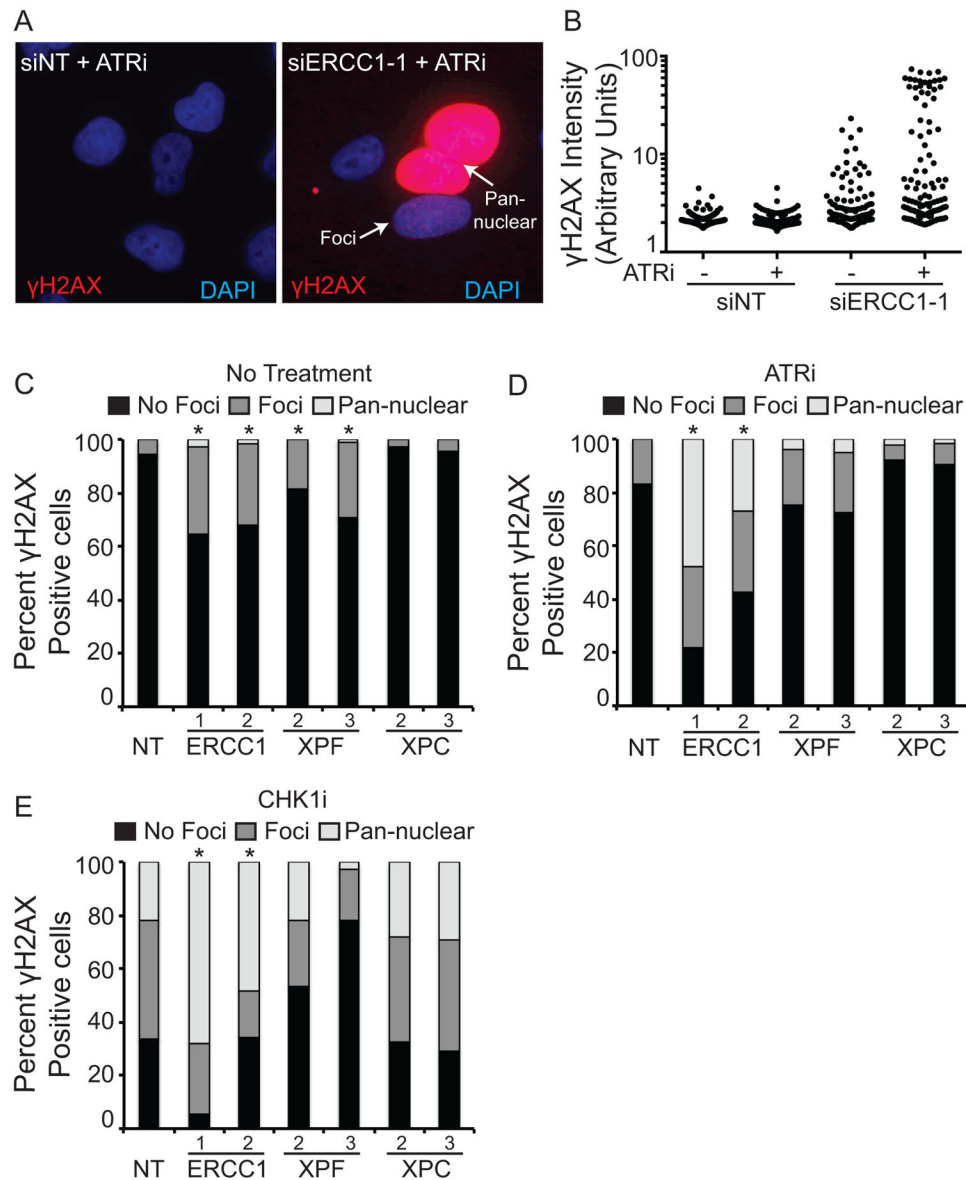 A
siNT + ATRi
γH2AX
DAPI
siERCC1-1 + ATRi
Foci
Pan-
nuclear
γH2AX
DAPI
B
γH2AX Intensity
(Arbitrary Units)
100
10
1
ATRi - + - +
siNT siERCC1-1
C
No Treatment
No Foci Foci Pan-nuclear
Percent γH2AX
Positive cells
100
80
60
40
20
0
* * * *
1 2 2 3 2 3
NT ERCC1 XPF XPC
D
ATRi
No Foci Foci Pan-nuclear
Percent γH2AX
Positive cells
100
80
60
40
20
0
* *
1 2 2 3 2 3
NT ERCC1 XPF XPC
E
CHK1i
No Foci Foci Pan-nuclear
Percent γH2AX
Positive cells
100
80
60
40
20
0
* *
1 2 2 3 2 3
NT ERCC1 XPF XPC